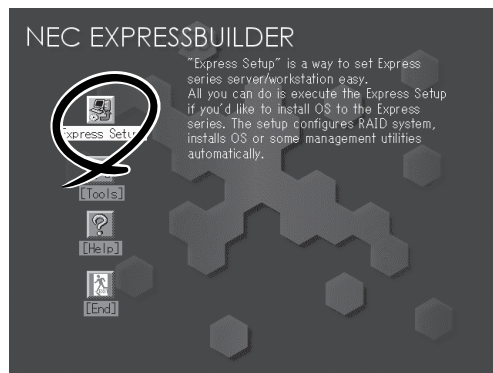 NEC EXPRESSBUILDER
"Express Setup" is a way to set Express
series server/workstation easy.
All you can do is execute the Express Setup
if you'd like to install OS to the Express
series. The setup configures RAID system,
installs OS or some management utilities
automatically.
Express Setup
[Tools]
[Help]
[End]